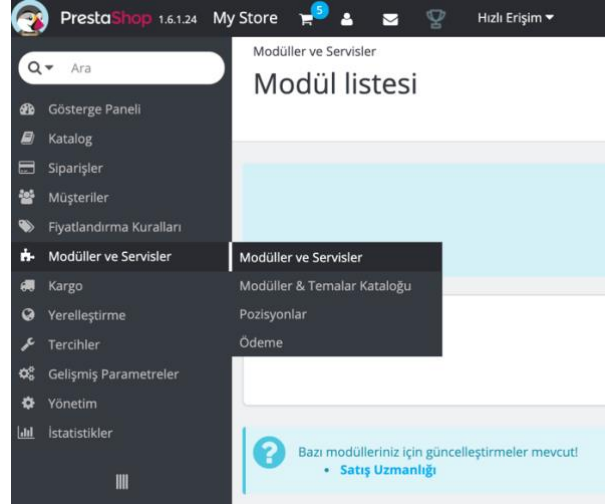 PrestaShop 1.6.1.24 My Store 5 Hızlı Erişim
Ara
Gösterge Paneli
Katalog
Siparişler
Müşteriler
Fiyatlandırma Kuralları
Modüller ve Servisler
Kargo
Yerelleştirme
Tercihler
Gelişmiş Parametreler
Yönetim
İstatistikler
Modüller ve Servisler
Modüller & Temalar Kataloğu
Pozisyonlar
Ödeme
Modüller ve Servisler
Modül listesi
Bazı modülleriniz için güncelleştirmeler mevcut!
Satış Uzmanlığı